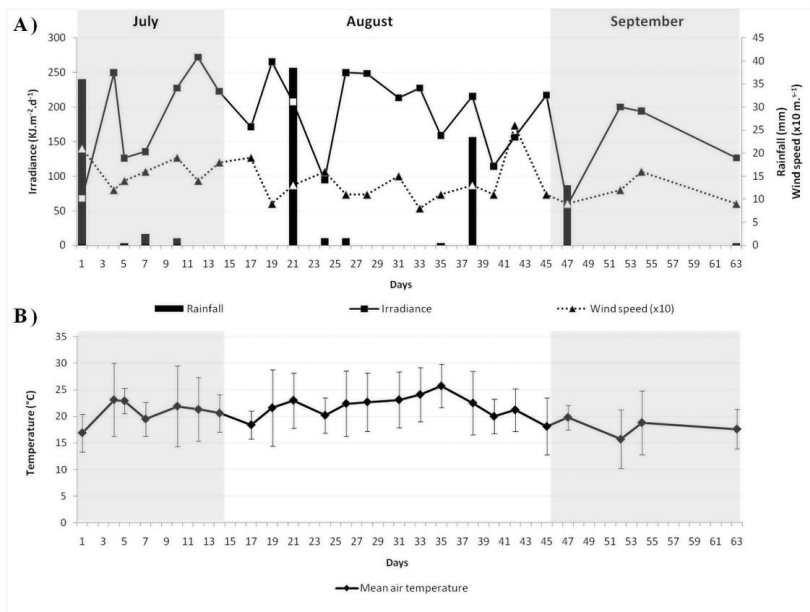 A)
July August September
Irradiance (KJ.m⁻².d⁻¹)
300
250
200
150
100
50
0
45
40
35
30
25
20
15
10
5
0
Rainfall (mm)
Wind speed (x10 m.ˢ⁻¹)
1 3 5 7 9 11 13 15 17 19 21 23 25 27 29 31 33 35 37 39 41 43 45 47 49 51 53 55 57 59 61 63
Days
Rainfall Irradiance Wind speed (x10)
B)
Temperature (°C)
35
30
25
20
15
10
5
0
1 3 5 7 9 11 13 15 17 19 21 23 25 27 29 31 33 35 37 39 41 43 45 47 49 51 53 55 57 59 61 63
Days
Mean air temperature